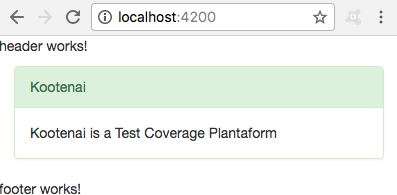 localhost:4200
header works!
Kootenai
Kootenai is a Test Coverage Plantaform
footer works!